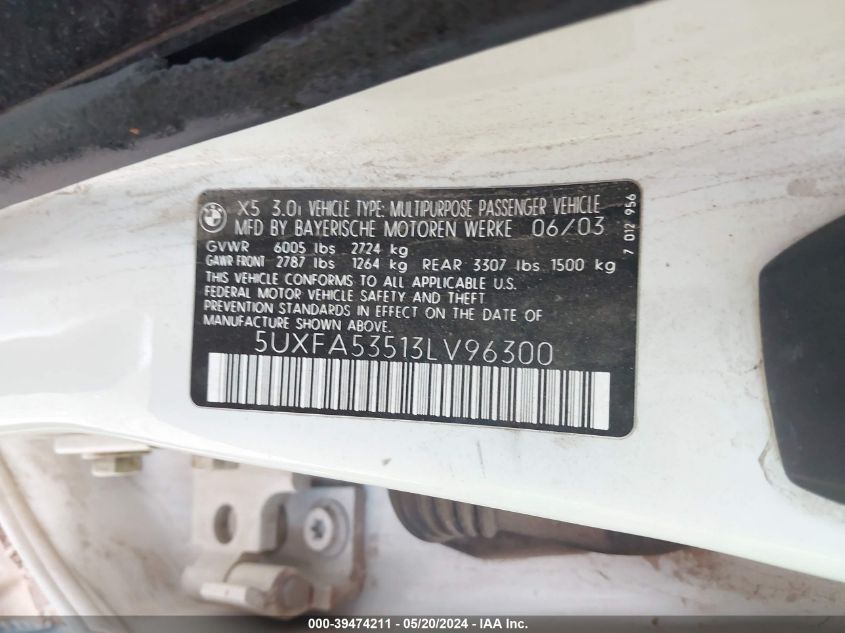 X5 3.0i VEHICLE TYPE: MULTIPURPOSE PASSENGER VEHICLE
MFD BY BAYERISCHE MOTOREN WERKE 06/03
GVWR 6005 lbs 2724 kg
GAWR FRONT 2787 lbs 1264 kg REAR 3307 lbs 1500 kg
THIS VEHICLE CONFORMS TO ALL APPLICABLE U.S.
FEDERAL MOTOR VEHICLE SAFETY AND THEFT
PREVENTION STANDARDS IN EFFECT ON THE DATE OF
MANUFACTURE SHOWN ABOVE.
5UXFA53513LV96300
7 012 956
000-39474211 - 05/20/2024 - IAA Inc.